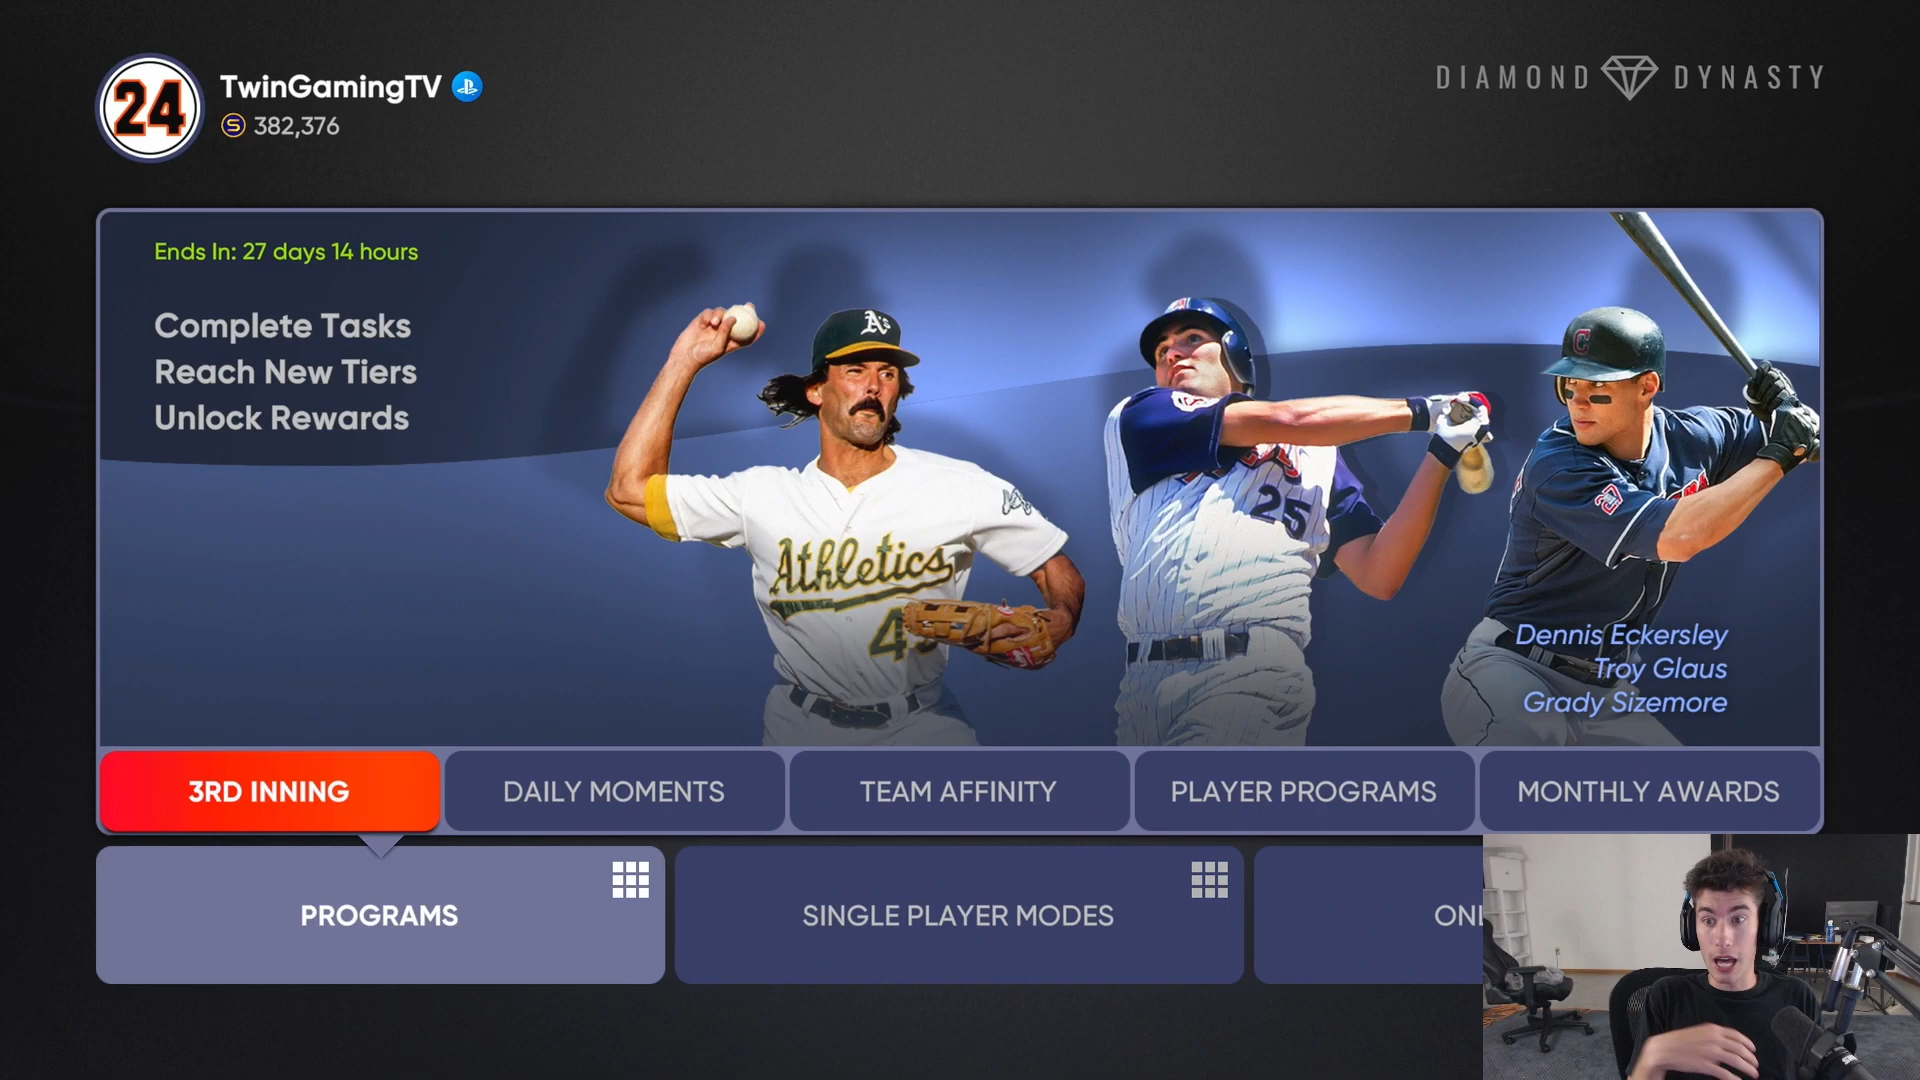 24
TwinGamingTV
S 382,376
DIAMOND DYNASTY
Ends In: 27 days 14 hours
Complete Tasks
Reach New Tiers
Unlock Rewards
A's
C
Athletics
4
25
27
Dennis Eckersley
Troy Glaus
Grady Sizemore
3RD INNING
DAILY MOMENTS
TEAM AFFINITY
PLAYER PROGRAMS
MONTHLY AWARDS
PROGRAMS
SINGLE PLAYER MODES